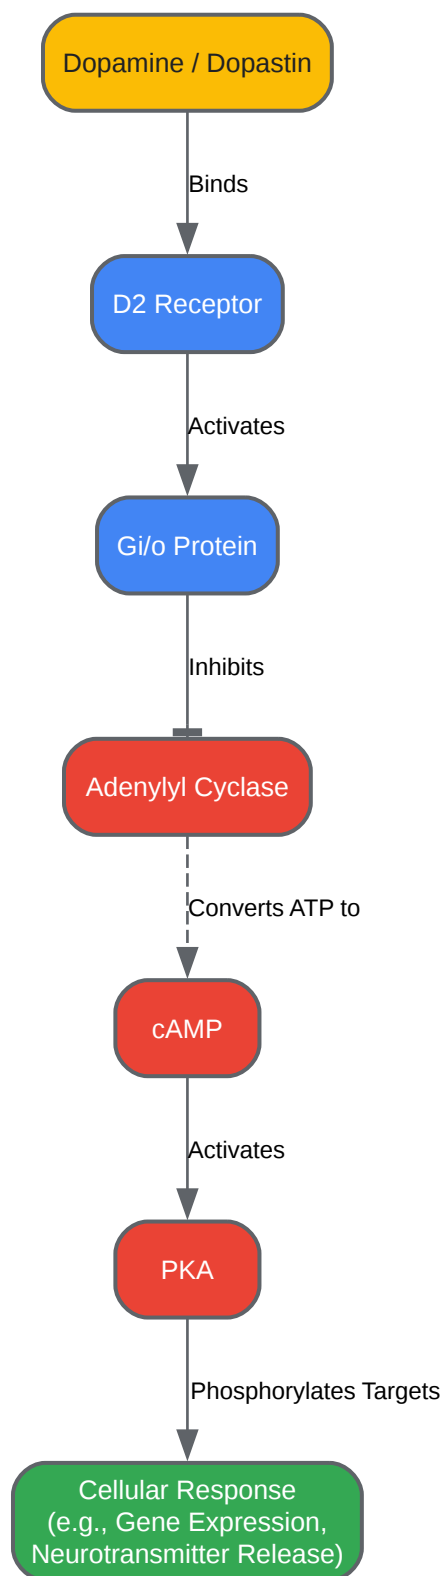 Dopamine / Dopastin
Binds
D2 Receptor
Activates
Gi/o Protein
Inhibits
Adenylyl Cyclase
Converts ATP to
cAMP
Activates
PKA
Phosphorylates Targets
Cellular Response
(e.g., Gene Expression,
Neurotransmitter Release)